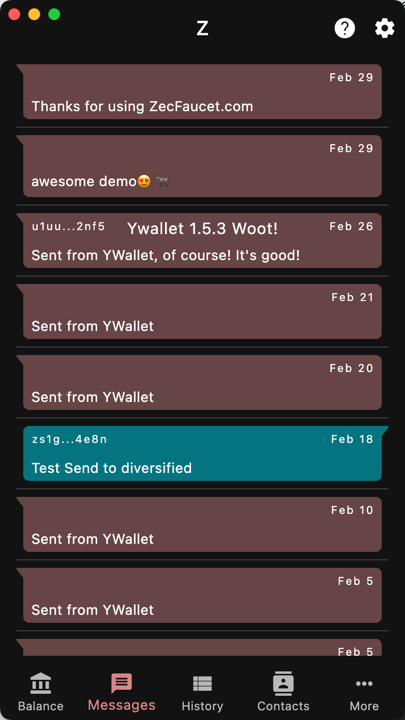 Z
Feb 29
Thanks for using ZecFaucet.com
Feb 29
awesome demo😍 🦓
u1uu...2nf5 Ywallet 1.5.3 Woot! Feb 26
Sent from YWallet, of course! It's good!
Feb 21
Sent from YWallet
Feb 20
Sent from YWallet
zs1g...4e8n Feb 18
Test Send to diversified
Feb 10
Sent from YWallet
Feb 5
Sent from YWallet
Feb 5
Balance Messages History Contacts More